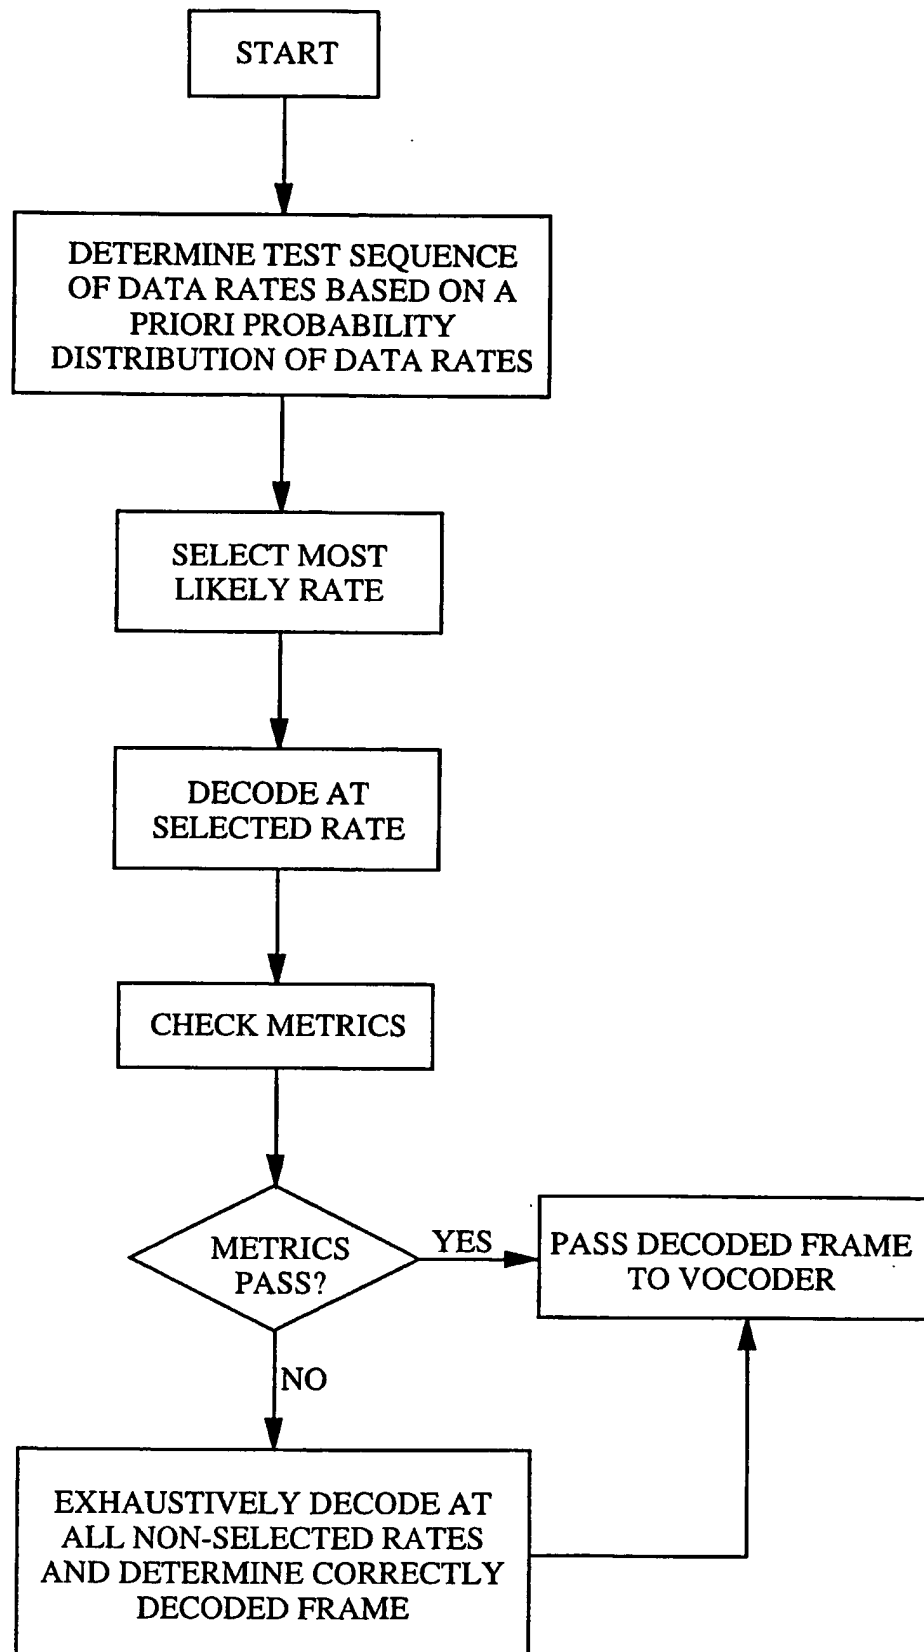 START
DETERMINE TEST SEQUENCE
OF DATA RATES BASED ON A
PRIORI PROBABILITY
DISTRIBUTION OF DATA RATES
SELECT MOST
LIKELY RATE
DECODE AT
SELECTED RATE
CHECK METRICS
METRICS
PASS?
YES
PASS DECODED FRAME
TO VOCODER
NO
EXHAUSTIVELY DECODE AT
ALL NON-SELECTED RATES
AND DETERMINE CORRECTLY
DECODED FRAME